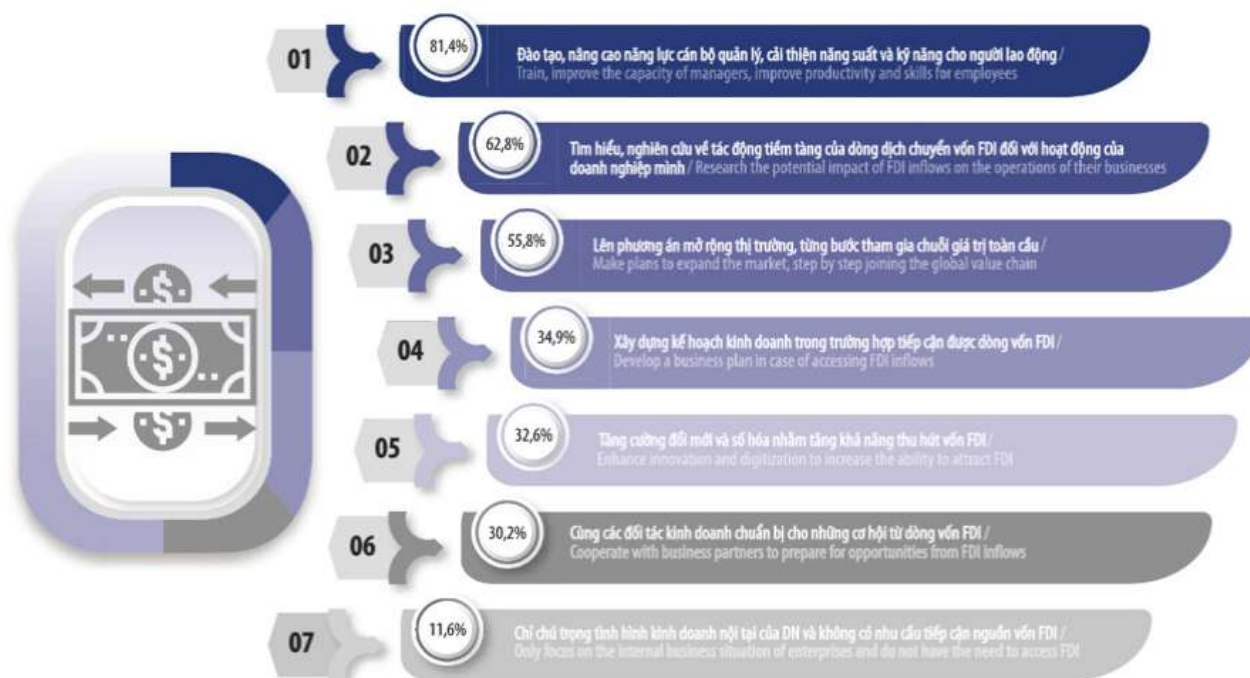 01
81,4%
Đào tạo, nâng cao năng lực cán bộ quản lý, cải thiện năng suất và kỹ năng cho người lao động /
Train, improve the capacity of managers, improve productivity and skills for employees
02
62,8%
Tìm hiểu, nghiên cứu về tác động tiềm tàng của dòng dịch chuyển vốn FDI đối với hoạt động của
doanh nghiệp mình / Research the potential impact of FDI inflows on the operations of their businesses
03
55,8%
Lên phương án mở rộng thị trường, từng bước tham gia chuỗi giá trị toàn cầu /
Make plans to expand the market, step by step joining the global value chain
04
34,9%
Xây dựng kế hoạch kinh doanh trong trường hợp tiếp cận được dòng vốn FDI /
Develop a business plan in case of accessing FDI inflows
05
32,6%
Tăng cường đổi mới và số hóa nhằm tăng khả năng thu hút vốn FDI /
Enhance innovation and digitization to increase the ability to attract FDI
06
30,2%
Cùng các đối tác kinh doanh chuẩn bị cho những cơ hội từ dòng vốn FDI /
Cooperate with business partners to prepare for opportunities from FDI inflows
07
11,6%
Chỉ chú trọng tình hình kinh doanh nội tại của DN và không có nhu cầu tiếp cận nguồn vốn FDI /
Only focus on the internal business situation of enterprises and do not have the need to access FDI